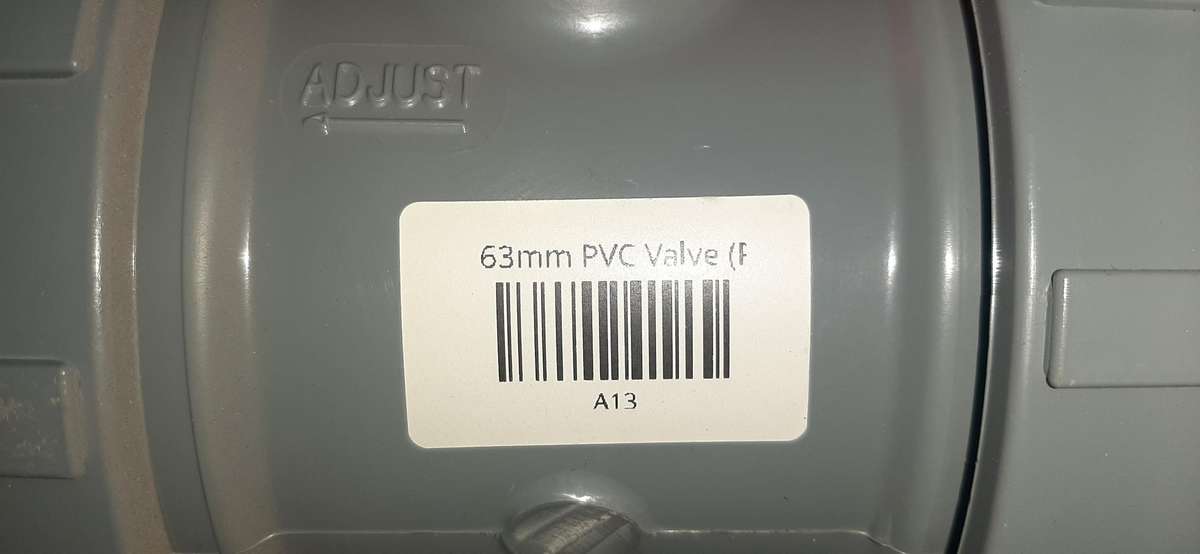 ADJUST
63mm PVC Valve (
A13